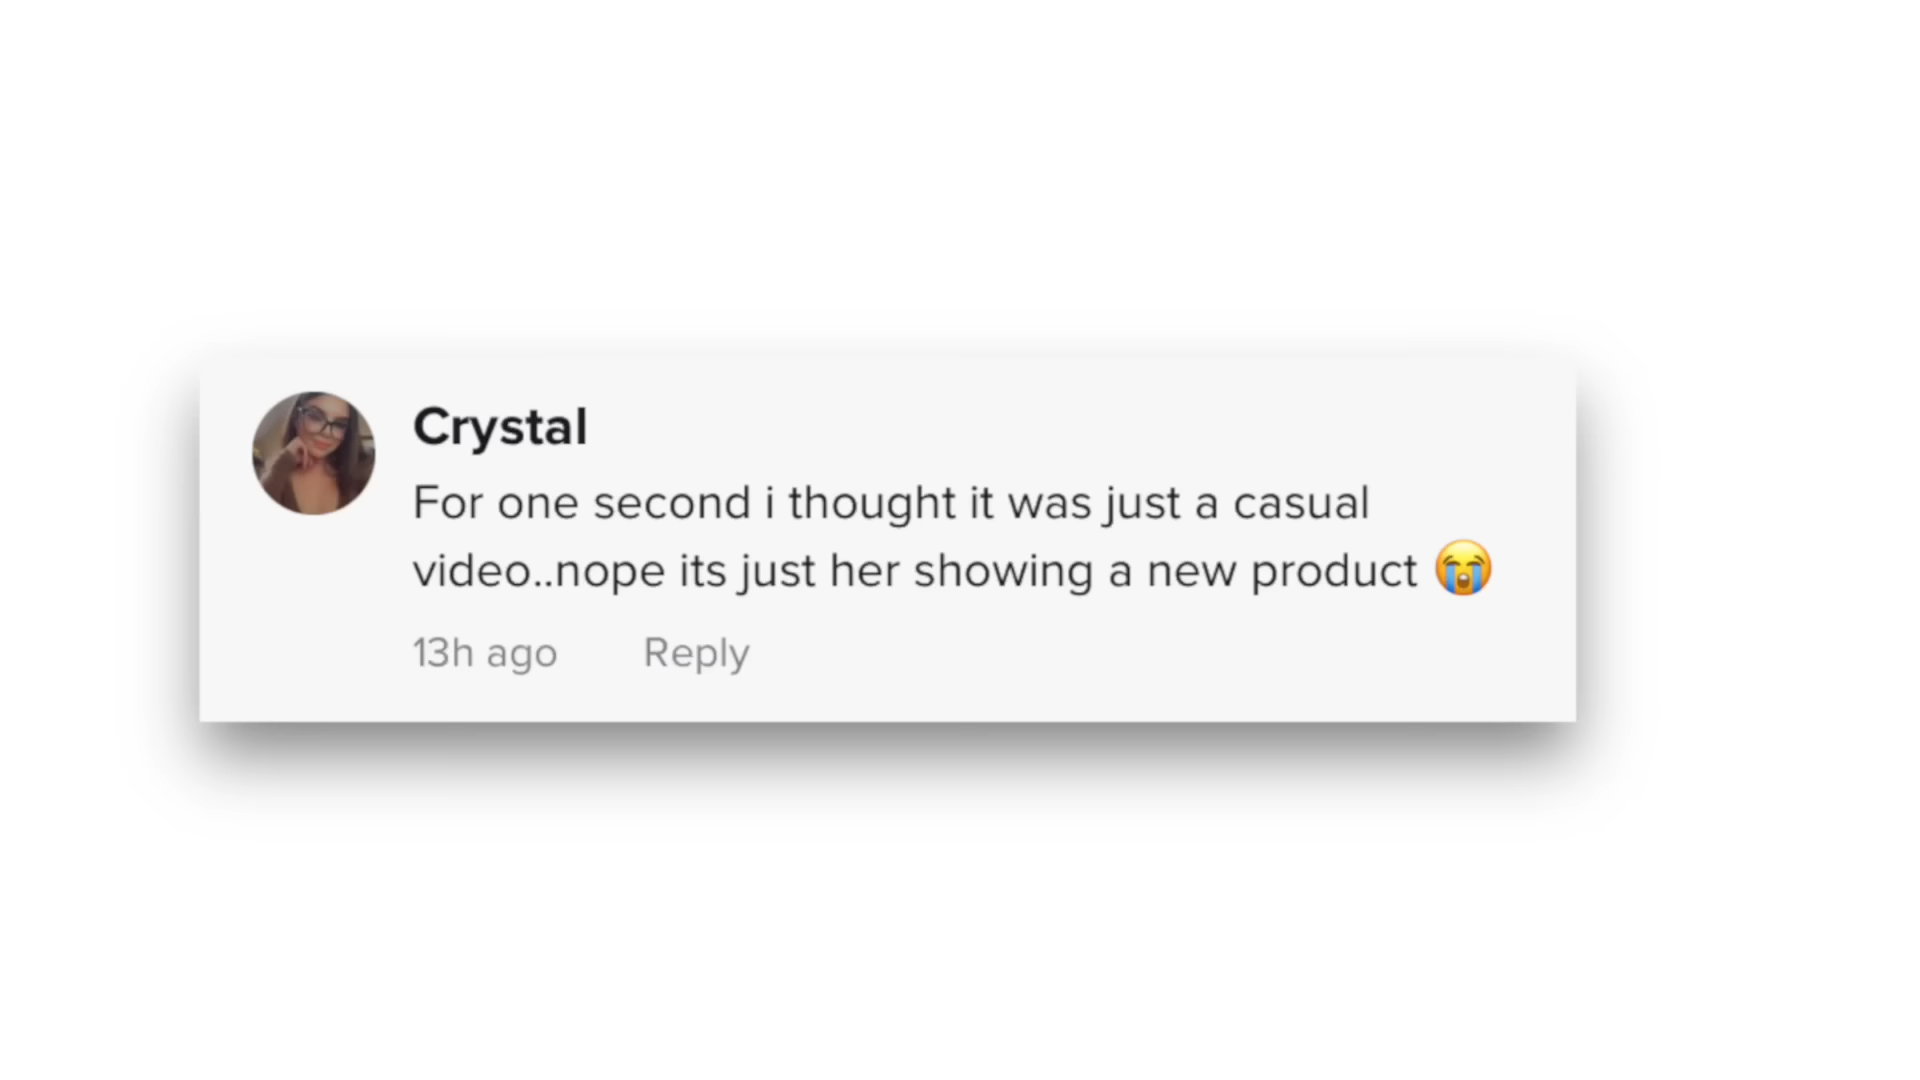 Crystal
For one second i thought it was just a casual
video..nope its just her showing a new product 😭
13h ago Reply